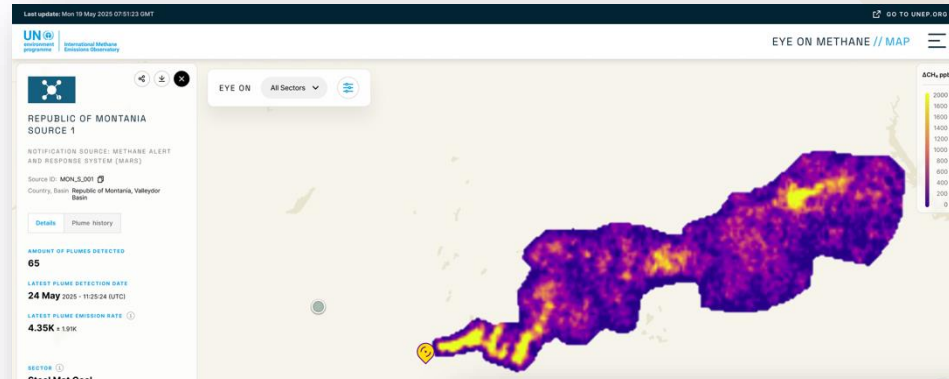 Last update: Mon 19 May 2025 07:51:23 GMT
GO TO UNEP.ORG
UN
environment
programme
International Methane
Emissions Observatory
EYE ON METHANE // MAP
EYE ON
All Sectors
ΔCH₄ ppb
2000
1800
1600
1400
1200
1000
800
600
400
200
0
REPUBLIC OF MONTANIA
SOURCE 1
NOTIFICATION SOURCE: METHANE ALERT
AND RESPONSE SYSTEM (MARS)
Source ID: MON_S_001
Country, Basin Republic of Montania, Valleydor
Basin
Details Plume history
AMOUNT OF PLUMES DETECTED
65
LATEST PLUME DETECTION DATE
24 May 2025 - 11:25:24 (UTC)
LATEST PLUME EMISSION RATE
4.35K ± 1.91K
SECTOR
Steel Met Coal